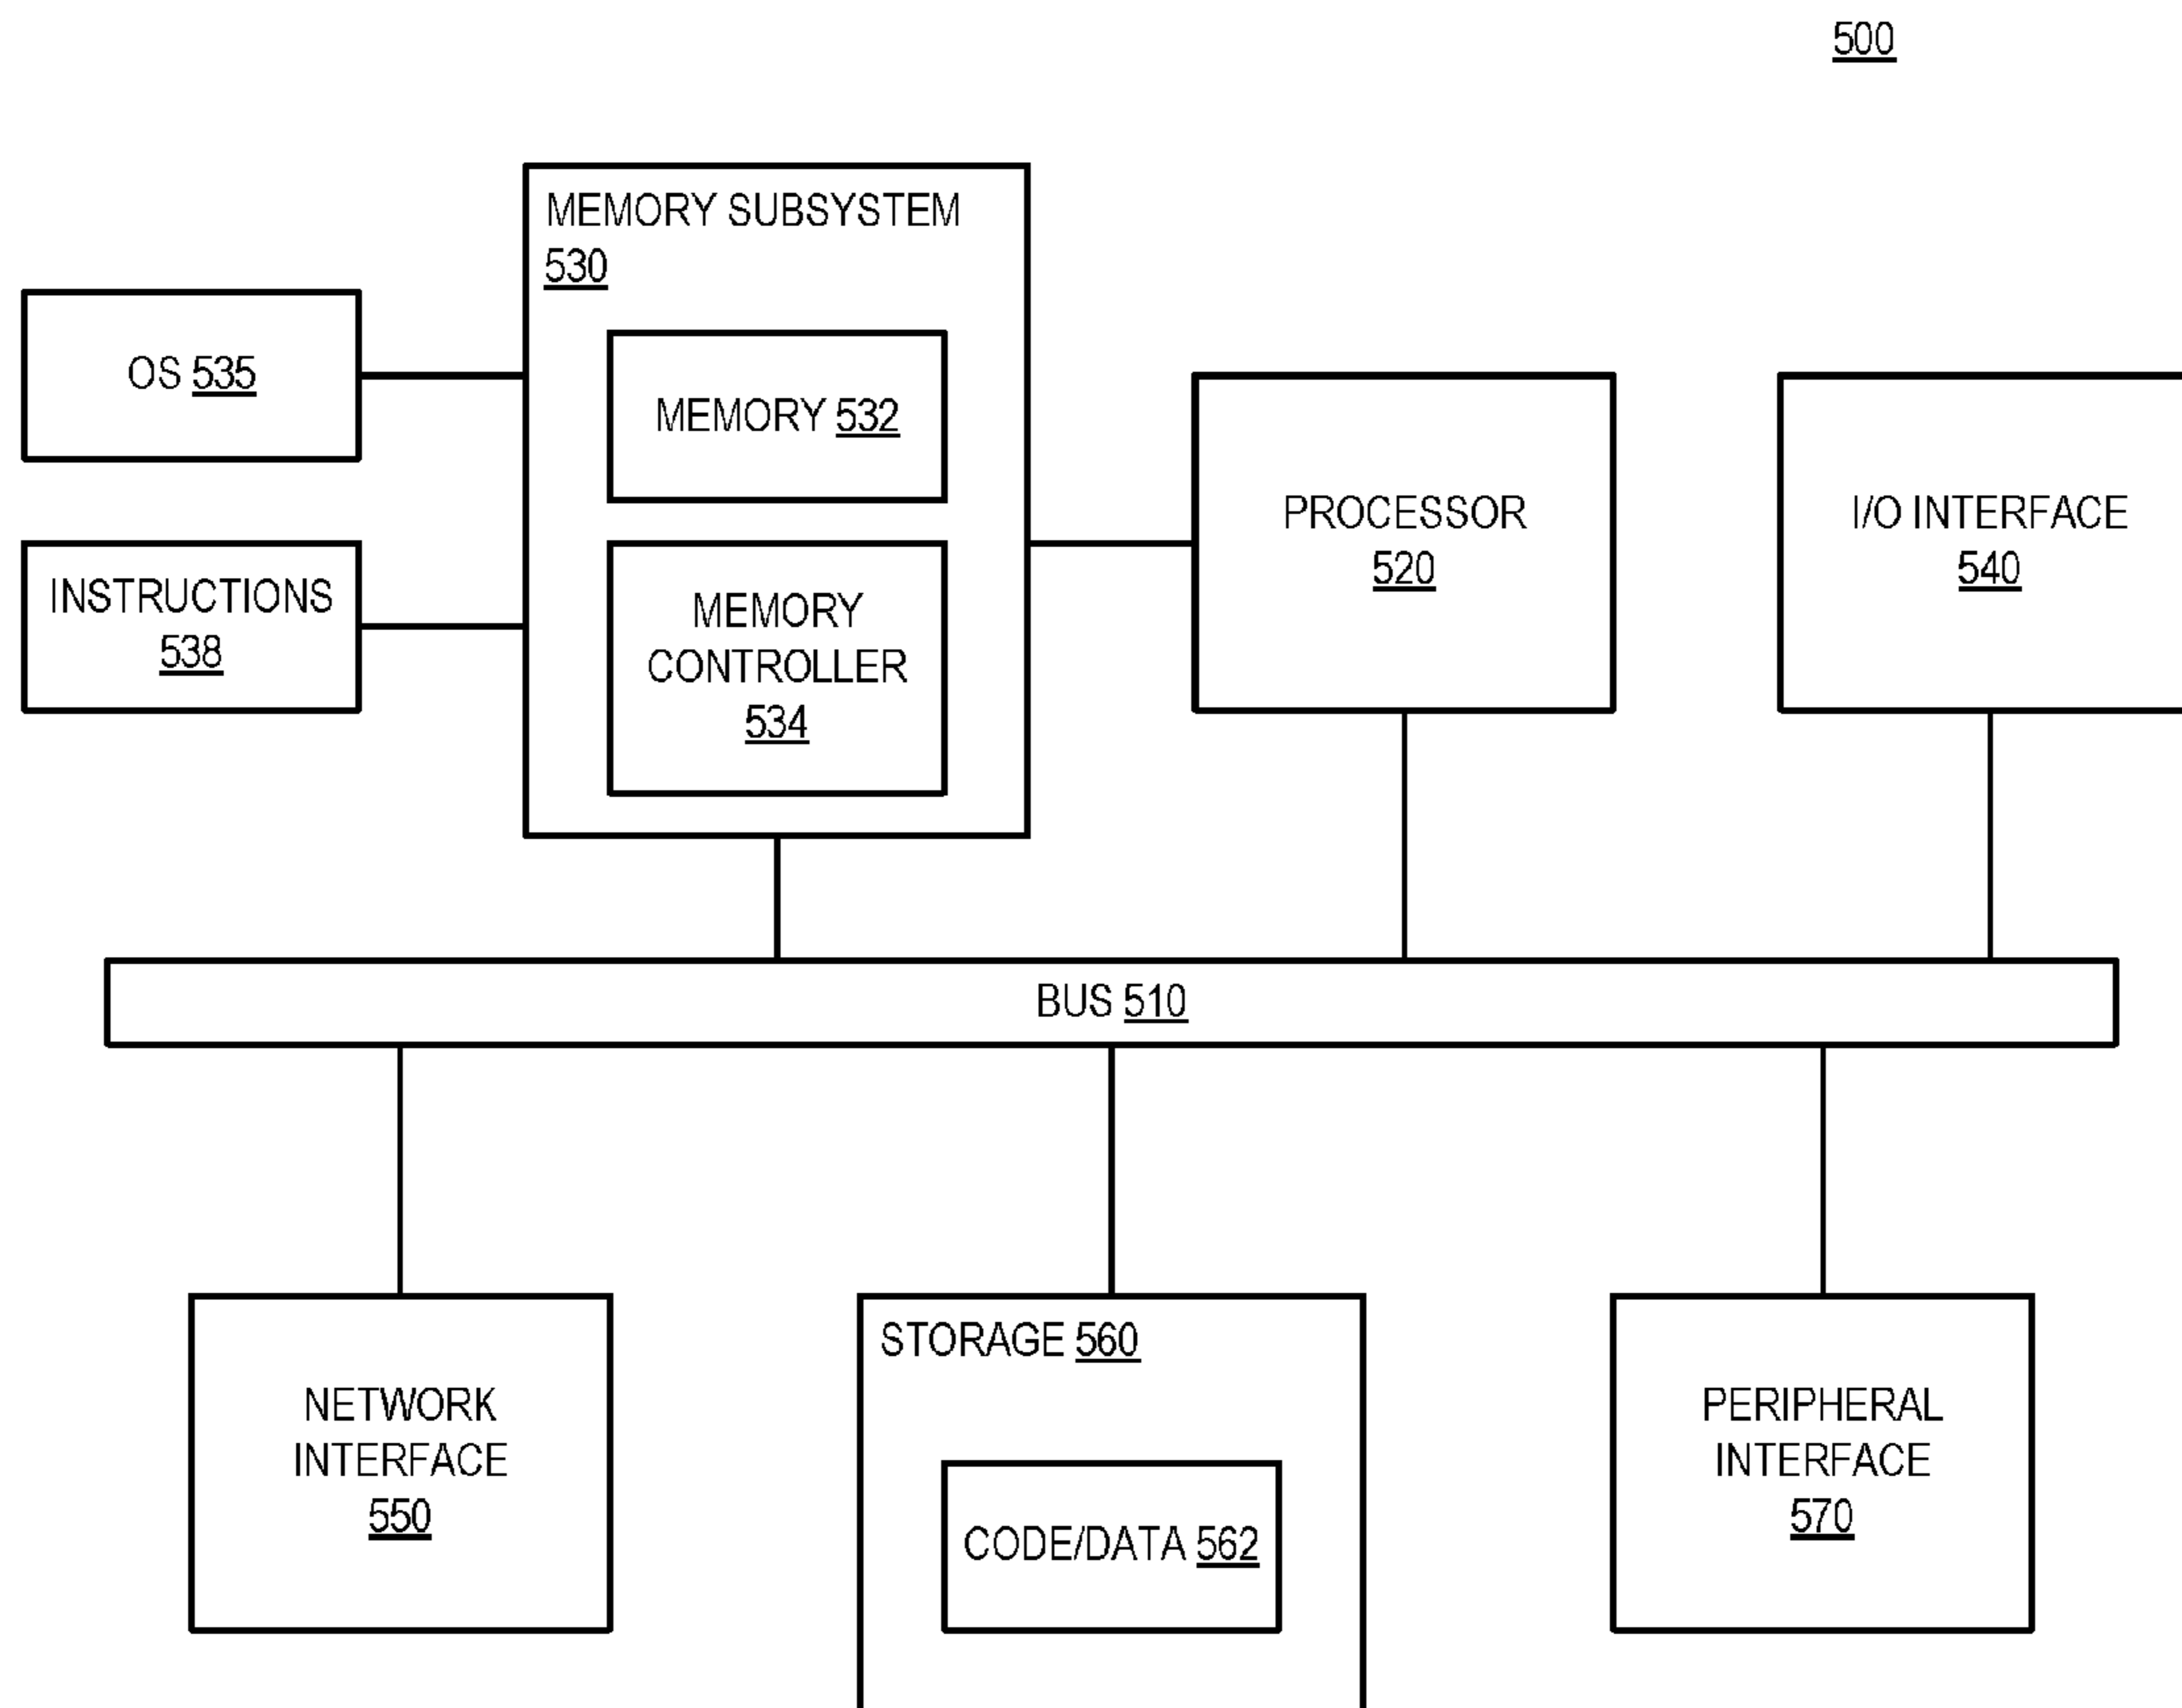 500
MEMORY SUBSYSTEM
530
OS 535
MEMORY 532
INSTRUCTIONS
538
MEMORY
CONTROLLER
534
PROCESSOR
520
I/O INTERFACE
540
BUS 510
NETWORK
INTERFACE
550
STORAGE 560
CODE/DATA 562
PERIPHERAL
INTERFACE
570